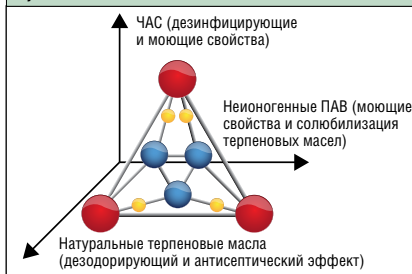 ЧАС (дезинфицирующие
и моющие свойства)
Неионогенные ПАВ (моющие
свойства и солюбилизация
терпеновых масел)
Натуральные терпеновые масла
(дезодорирующий и антисептический эффект)